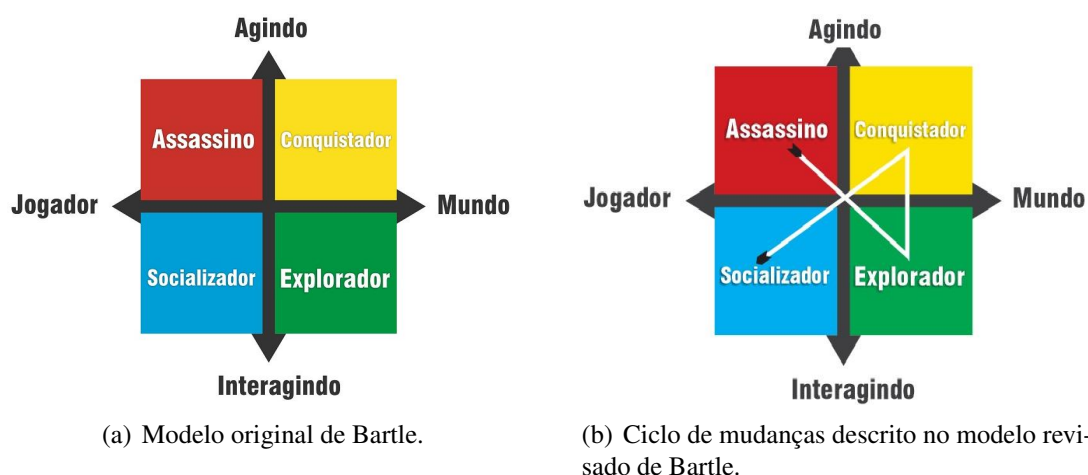 Agindo
Assassino
Conquistador
Jogador
Mundo
Socializador
Explorador
Interagindo
(a) Modelo original de Bartle.
Agindo
Assassino
Conquistador
Jogador
Mundo
Socializador
Explorador
Interagindo
(b) Ciclo de mudanças descrito no modelo revi-
sado de Bartle.